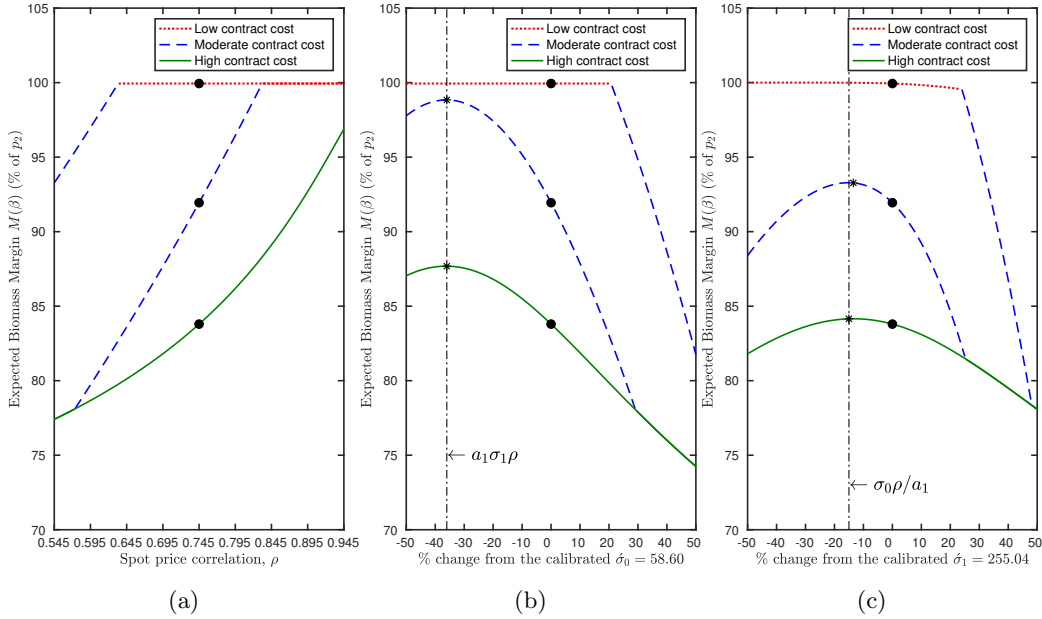 105
100
95
90
85
80
75
70
Expected Biomass Margin M(β) (% of p₂)
Low contract cost
Moderate contract cost
High contract cost
0.545 0.595 0.645 0.695 0.745 0.795 0.845 0.895 0.945
Spot price correlation, ρ
(a)
105
100
95
90
85
80
75
70
Expected Biomass Margin M(β) (% of p₂)
Low contract cost
Moderate contract cost
High contract cost
← a₁σ₁ρ
-50 -40 -30 -20 -10 0 10 20 30 40 50
% change from the calibrated σ́₀ = 58.60
(b)
105
100
95
90
85
80
75
70
Expected Biomass Margin M(β) (% of p₂)
Low contract cost
Moderate contract cost
High contract cost
← σ₀ρ/a₁
-50 -40 -30 -20 -10 0 10 20 30 40 50
% change from the calibrated σ́₁ = 255.04
(c)